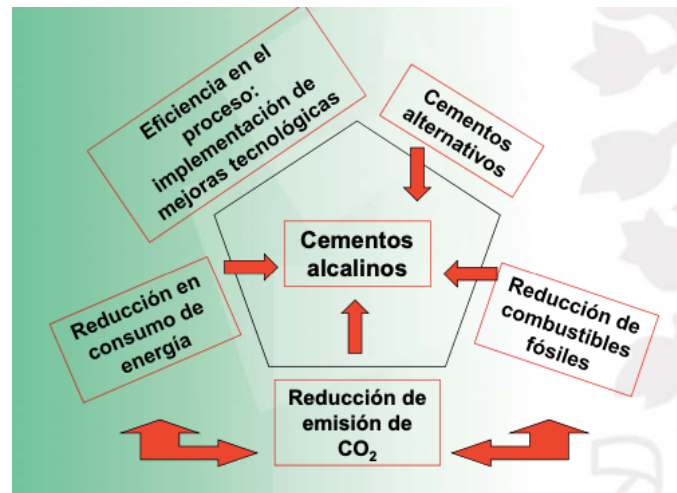 Eficiencia en el
proceso:
implementación de
mejoras tecnológicas
Cementos
alternativos
Cementos
alcalinos
Reducción en
consumo de
energía
Reducción de
combustibles
fósiles
Reducción de
emisión de
CO₂